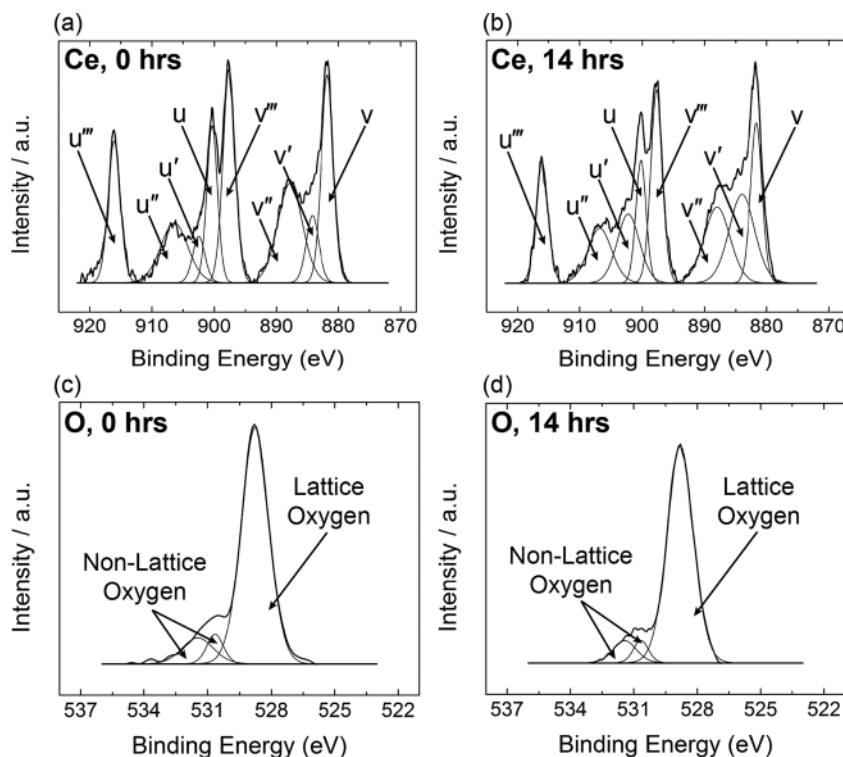 (a)
Ce, 0 hrs
u‴
u″
u′
u
v‴
v″
v′
v
Intensity / a.u.
920 910 900 890 880 870
Binding Energy (eV)
(b)
Ce, 14 hrs
u‴
u″
u′
u
v‴
v″
v′
v
Intensity / a.u.
920 910 900 890 880 870
Binding Energy (eV)
(c)
O, 0 hrs
Lattice
Oxygen
Non-Lattice
Oxygen
Intensity / a.u.
537 534 531 528 525 522
Binding Energy (eV)
(d)
O, 14 hrs
Lattice
Oxygen
Non-Lattice
Oxygen
Intensity / a.u.
537 534 531 528 525 522
Binding Energy (eV)